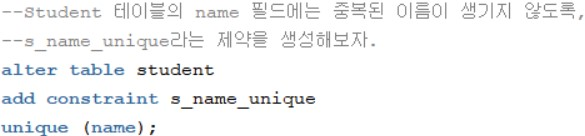 --Student 테이블의 name 필드에는 중복된 이름이 생기지 않도록,
--s_name_unique라는 제약을 생성해보자.
alter table student
add constraint s_name_unique
unique (name);